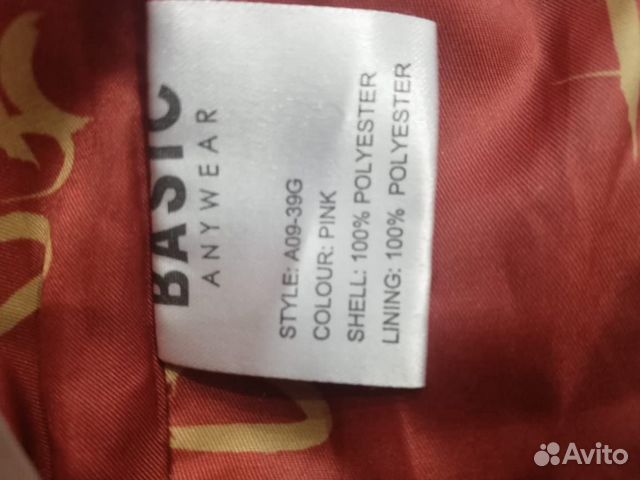 BASIC
ANYWEAR
STYLE: A09-39G
COLOUR: PINK
SHELL: 100% POLYESTER
LINING: 100% POLYESTER
Avito